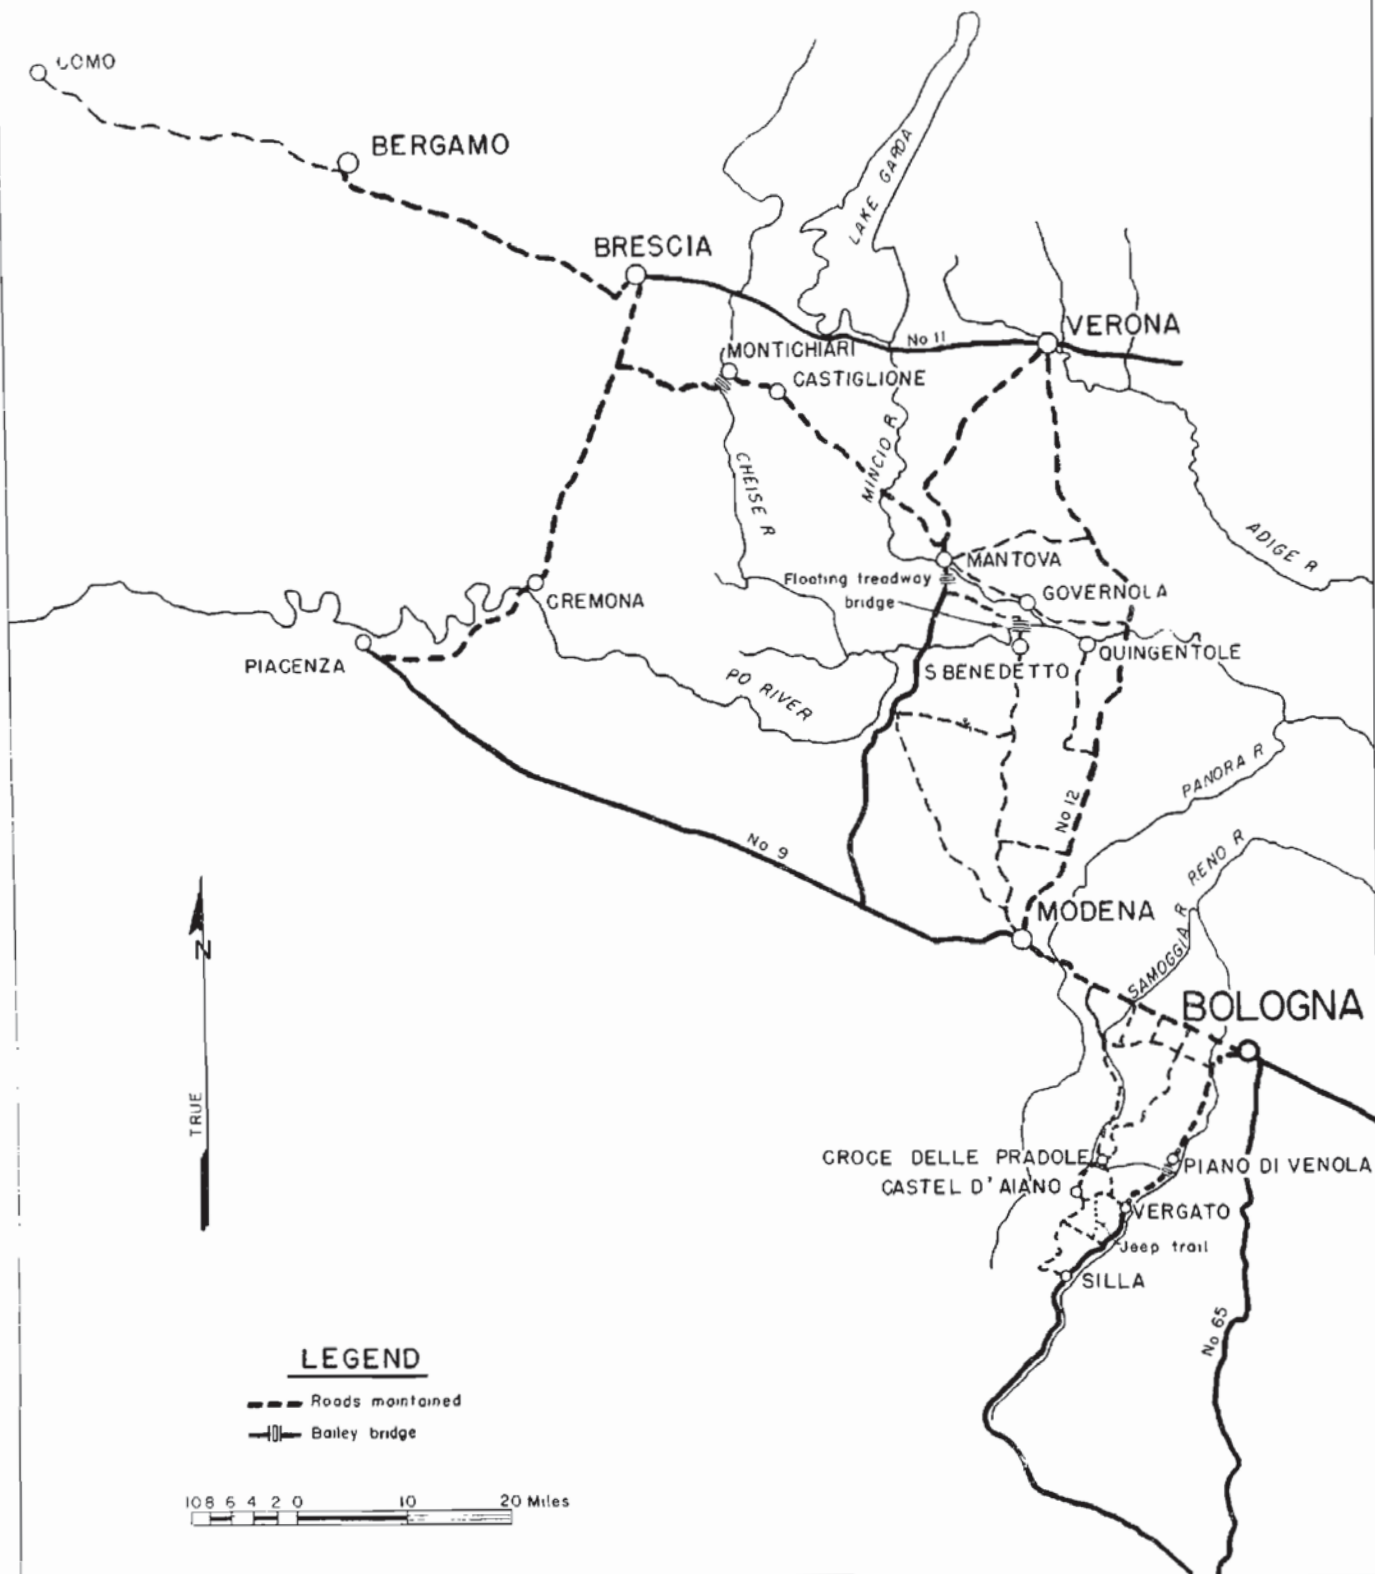 COMO
BERGAMO
BRESCIA
LAKE GARDA
VERONA
No 11
MONTICHIARI
CASTIGLIONE
MINCIO R
CHEISE R
ADIGE R
MANTOVA
Floating treadway
bridge
GOVERNOLA
CREMONA
PIACENZA
QUINGENTOLE
S BENEDETTO
PO RIVER
PANORA R
No 12
No 9
RENO R
MODENA
SAMOGGIA R
BOLOGNA
N
TRUE
CROCE DELLE PRADOLE
PIANO DI VENOLA
CASTEL D'AIANO
VERGATO
Jeep trail
SILLA
No 65
LEGEND
Roads maintained
Bailey bridge
10 8 6 4 2 0 10 20 Miles